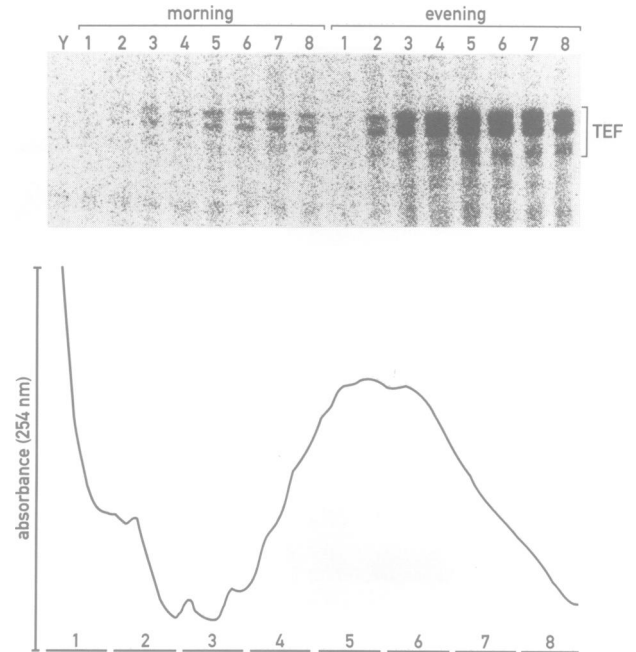 morning evening
Y 1 2 3 4 5 6 7 8 1 2 3 4 5 6 7 8
TEF
absorbance (254 nm)
1 2 3 4 5 6 7 8